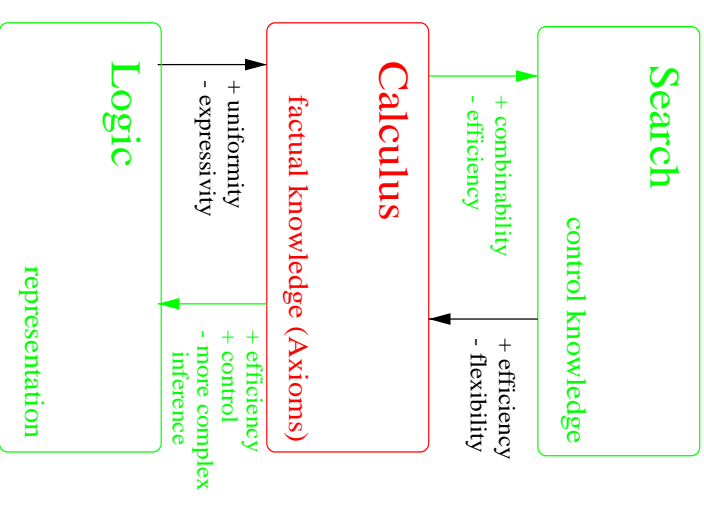 Search
control knowledge
+ combinability
- efficiency
+ efficiency
- flexibility
Calculus
factual knowledge (Axioms)
+ uniformity
- expressivity
+ efficiency
+ control
- more complex
inference
Logic
representation